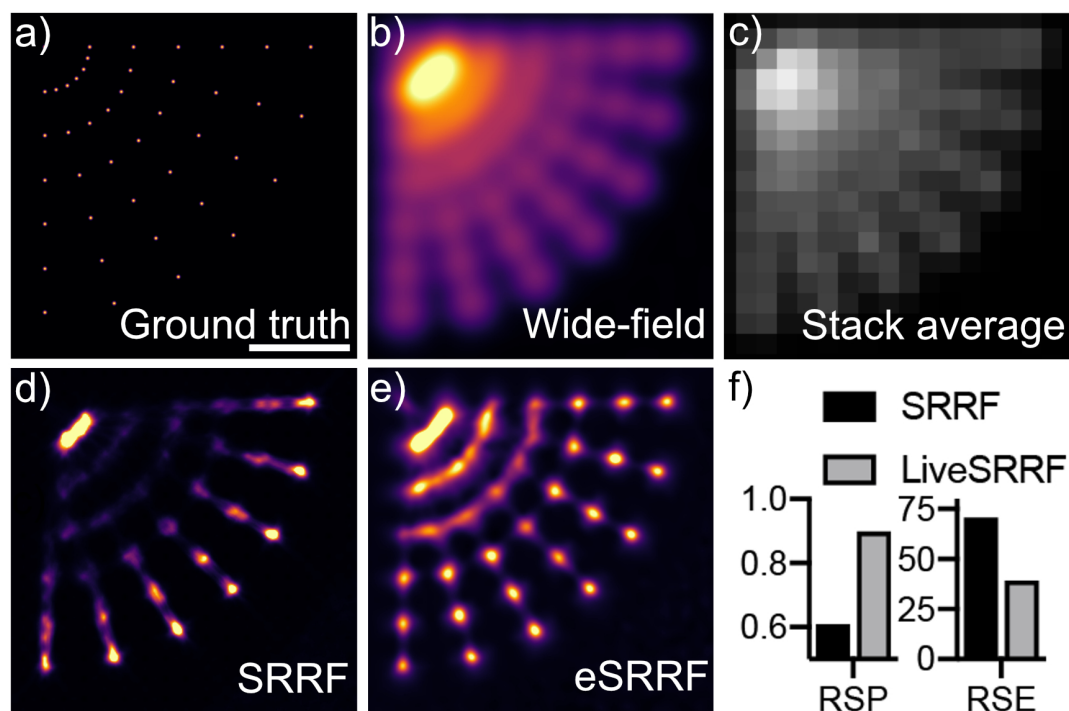 a)
Ground truth
b)
Wide-field
c)
Stack average
d)
SRRF
e)
eSRRF
f)
SRRF
LiveSRRF
1.0
0.8
0.6
RSP
75
50
25
0
RSE